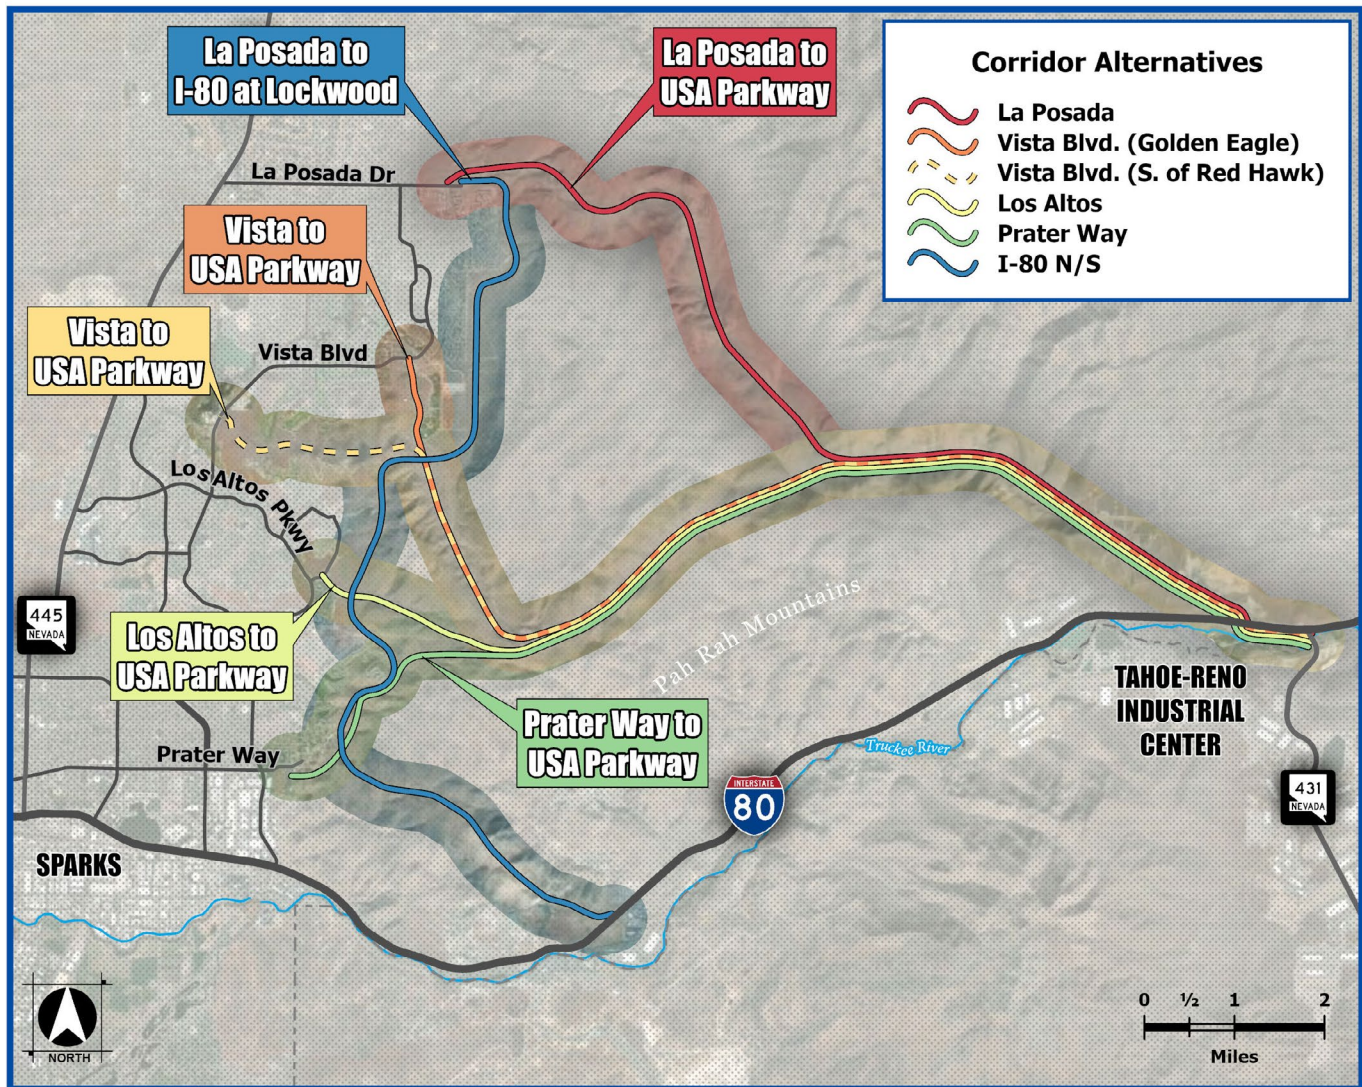 La Posada to
I-80 at Lockwood
La Posada to
USA Parkway
Corridor Alternatives
La Posada
Vista Blvd. (Golden Eagle)
Vista Blvd. (S. of Red Hawk)
Los Altos
Prater Way
I-80 N/S
La Posada Dr
Vista to
USA Parkway
Vista to
USA Parkway
Vista Blvd
Los Altos Pkwy
445
NEVADA
Los Altos to
USA Parkway
Pah Rah Mountains
TAHOE-RENO
INDUSTRIAL
CENTER
Prater Way to
USA Parkway
Prater Way
Truckee River
INTERSTATE
80
431
NEVADA
SPARKS
NORTH
0 ½ 1 2
Miles